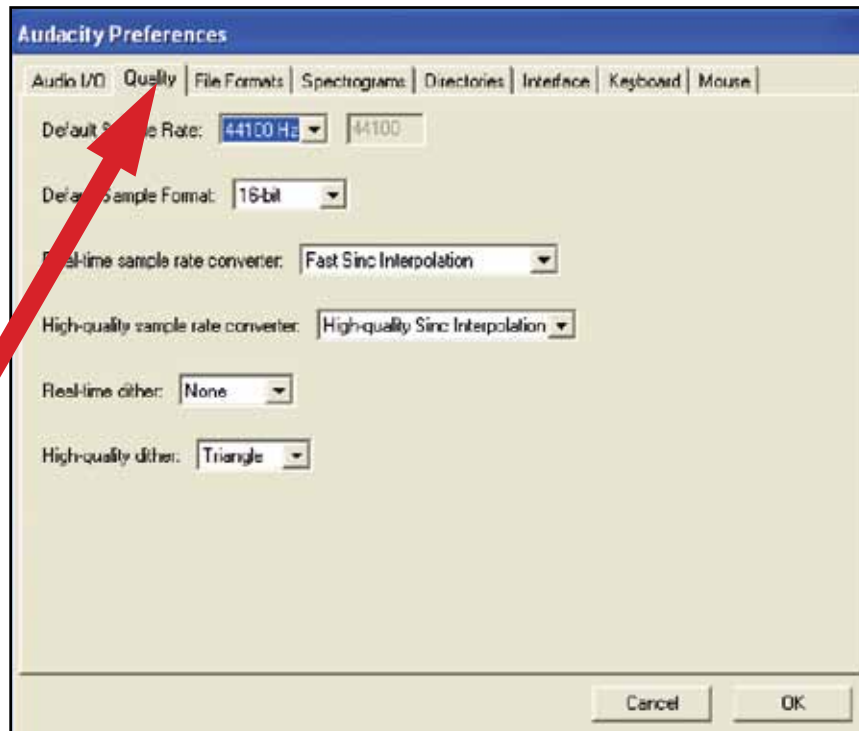 Audacity Preferences
Audio I/O Quality File Formats Spectrograms Directories Interface Keyboard Mouse
Default Rate: 44100 Hz 44100
Sample Format: 16-bit
sample rate converter: Fast Sinc Interpolation
High-quality sample rate converter: High-quality Sinc Interpolation
Real-time dither: None
High-quality dither: Triangle
Cancel OK